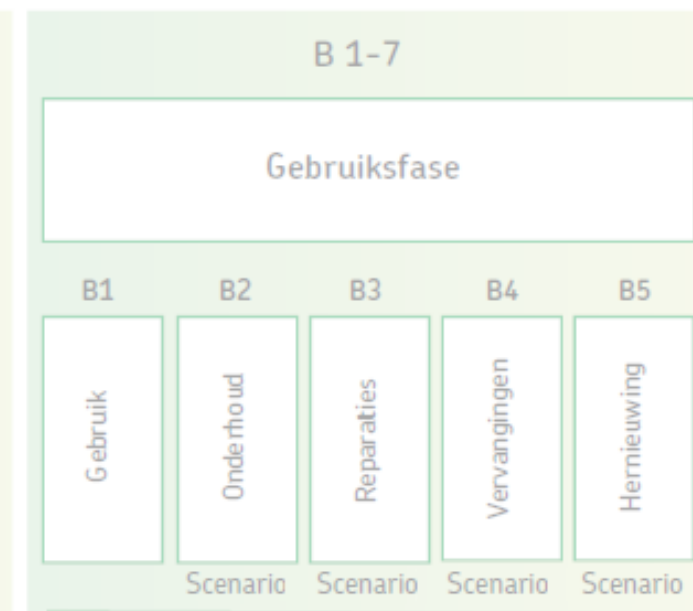 B 1-7
Gebruiksfase
B1 B2 B3 B4 B5
Gebruik Onderhoud Reparaties Vervangingen Hernieuwing
Scenario Scenario Scenario Scenario